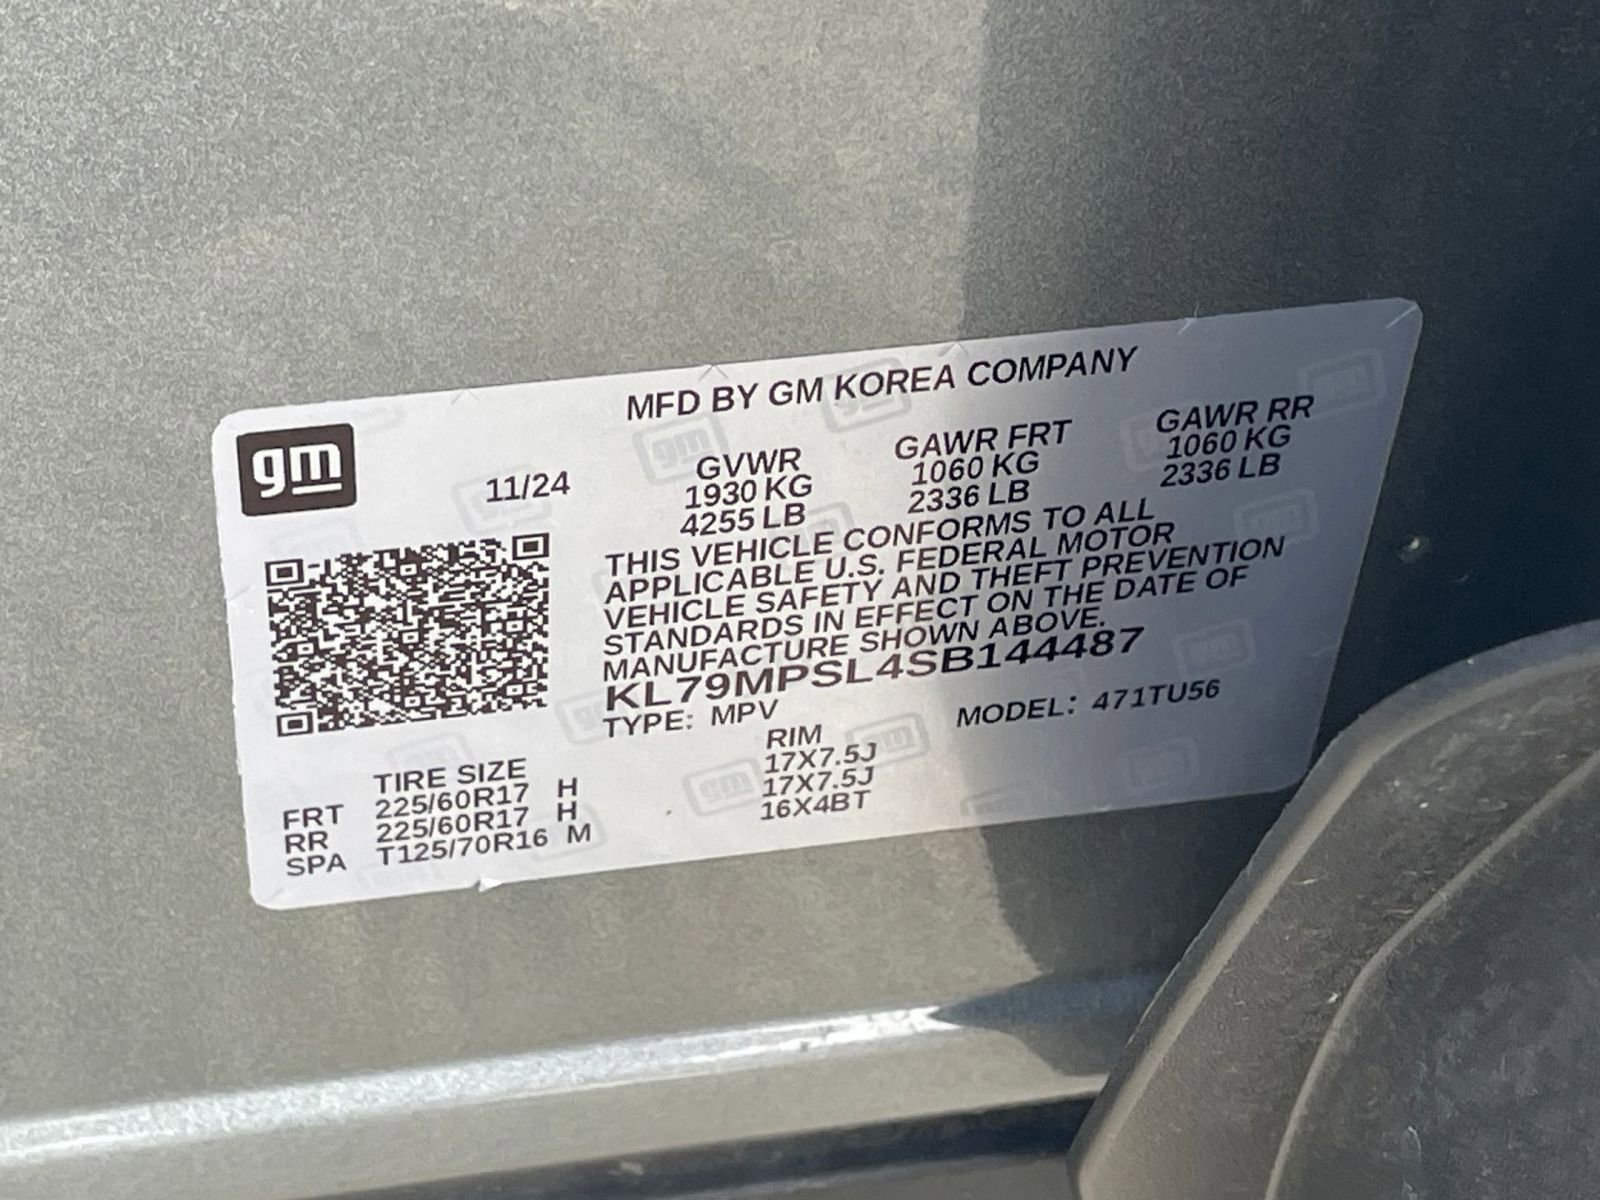 MFD BY GM KOREA COMPANY
gm
11/24
GVWR GAWR FRT GAWR RR
1930 KG 1060 KG 1060 KG
4255 LB 2336 LB 2336 LB
THIS VEHICLE CONFORMS TO ALL
APPLICABLE U.S. FEDERAL MOTOR
VEHICLE SAFETY AND THEFT PREVENTION
STANDARDS IN EFFECT ON THE DATE OF
MANUFACTURE SHOWN ABOVE.
KL79MPSL4SB144487
TYPE: MPV MODEL: 471TU56
TIRE SIZE RIM
FRT 225/60R17 H 17X7.5J
RR 225/60R17 H 17X7.5J
SPA T125/70R16 M 16X4BT